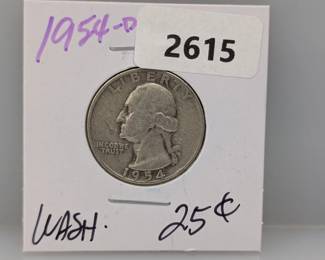 1954-D
2615
LIBERTY
IN GOD WE
TRUST
1954
WASH. 25¢